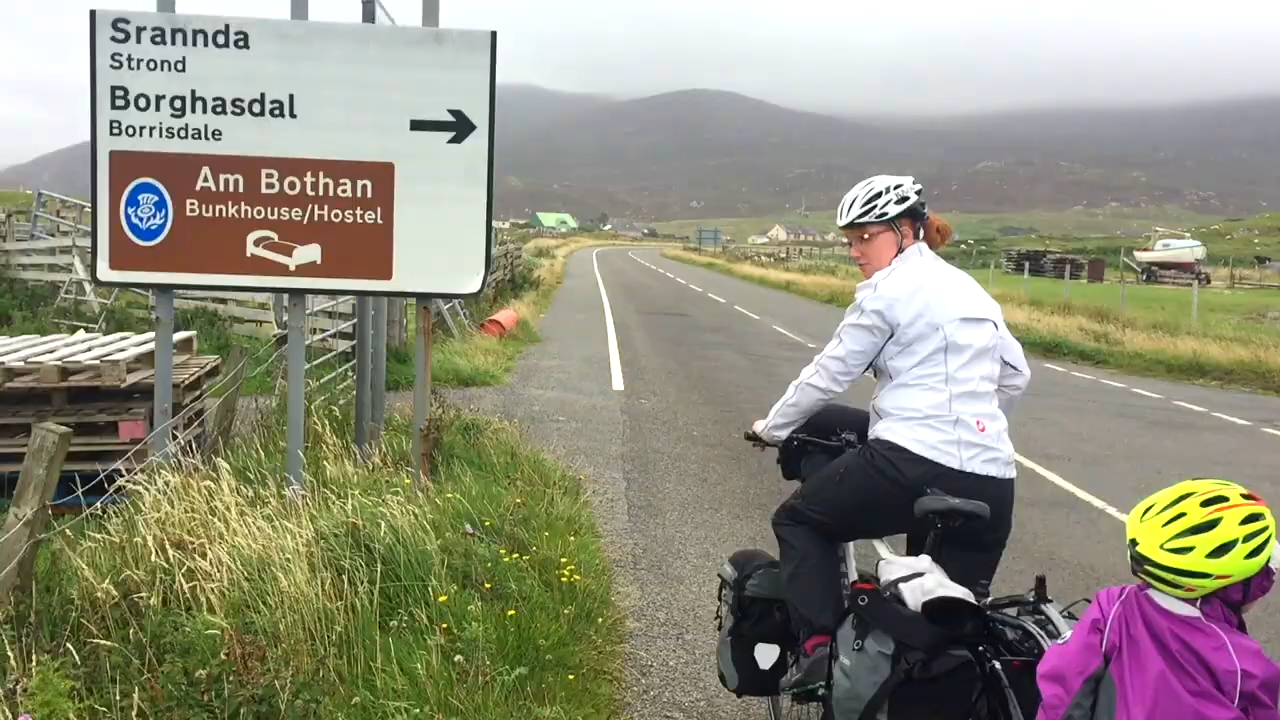 Srannda
Strond
Borghasdal
Borrisdale
Am Bothan
Bunkhouse/Hostel